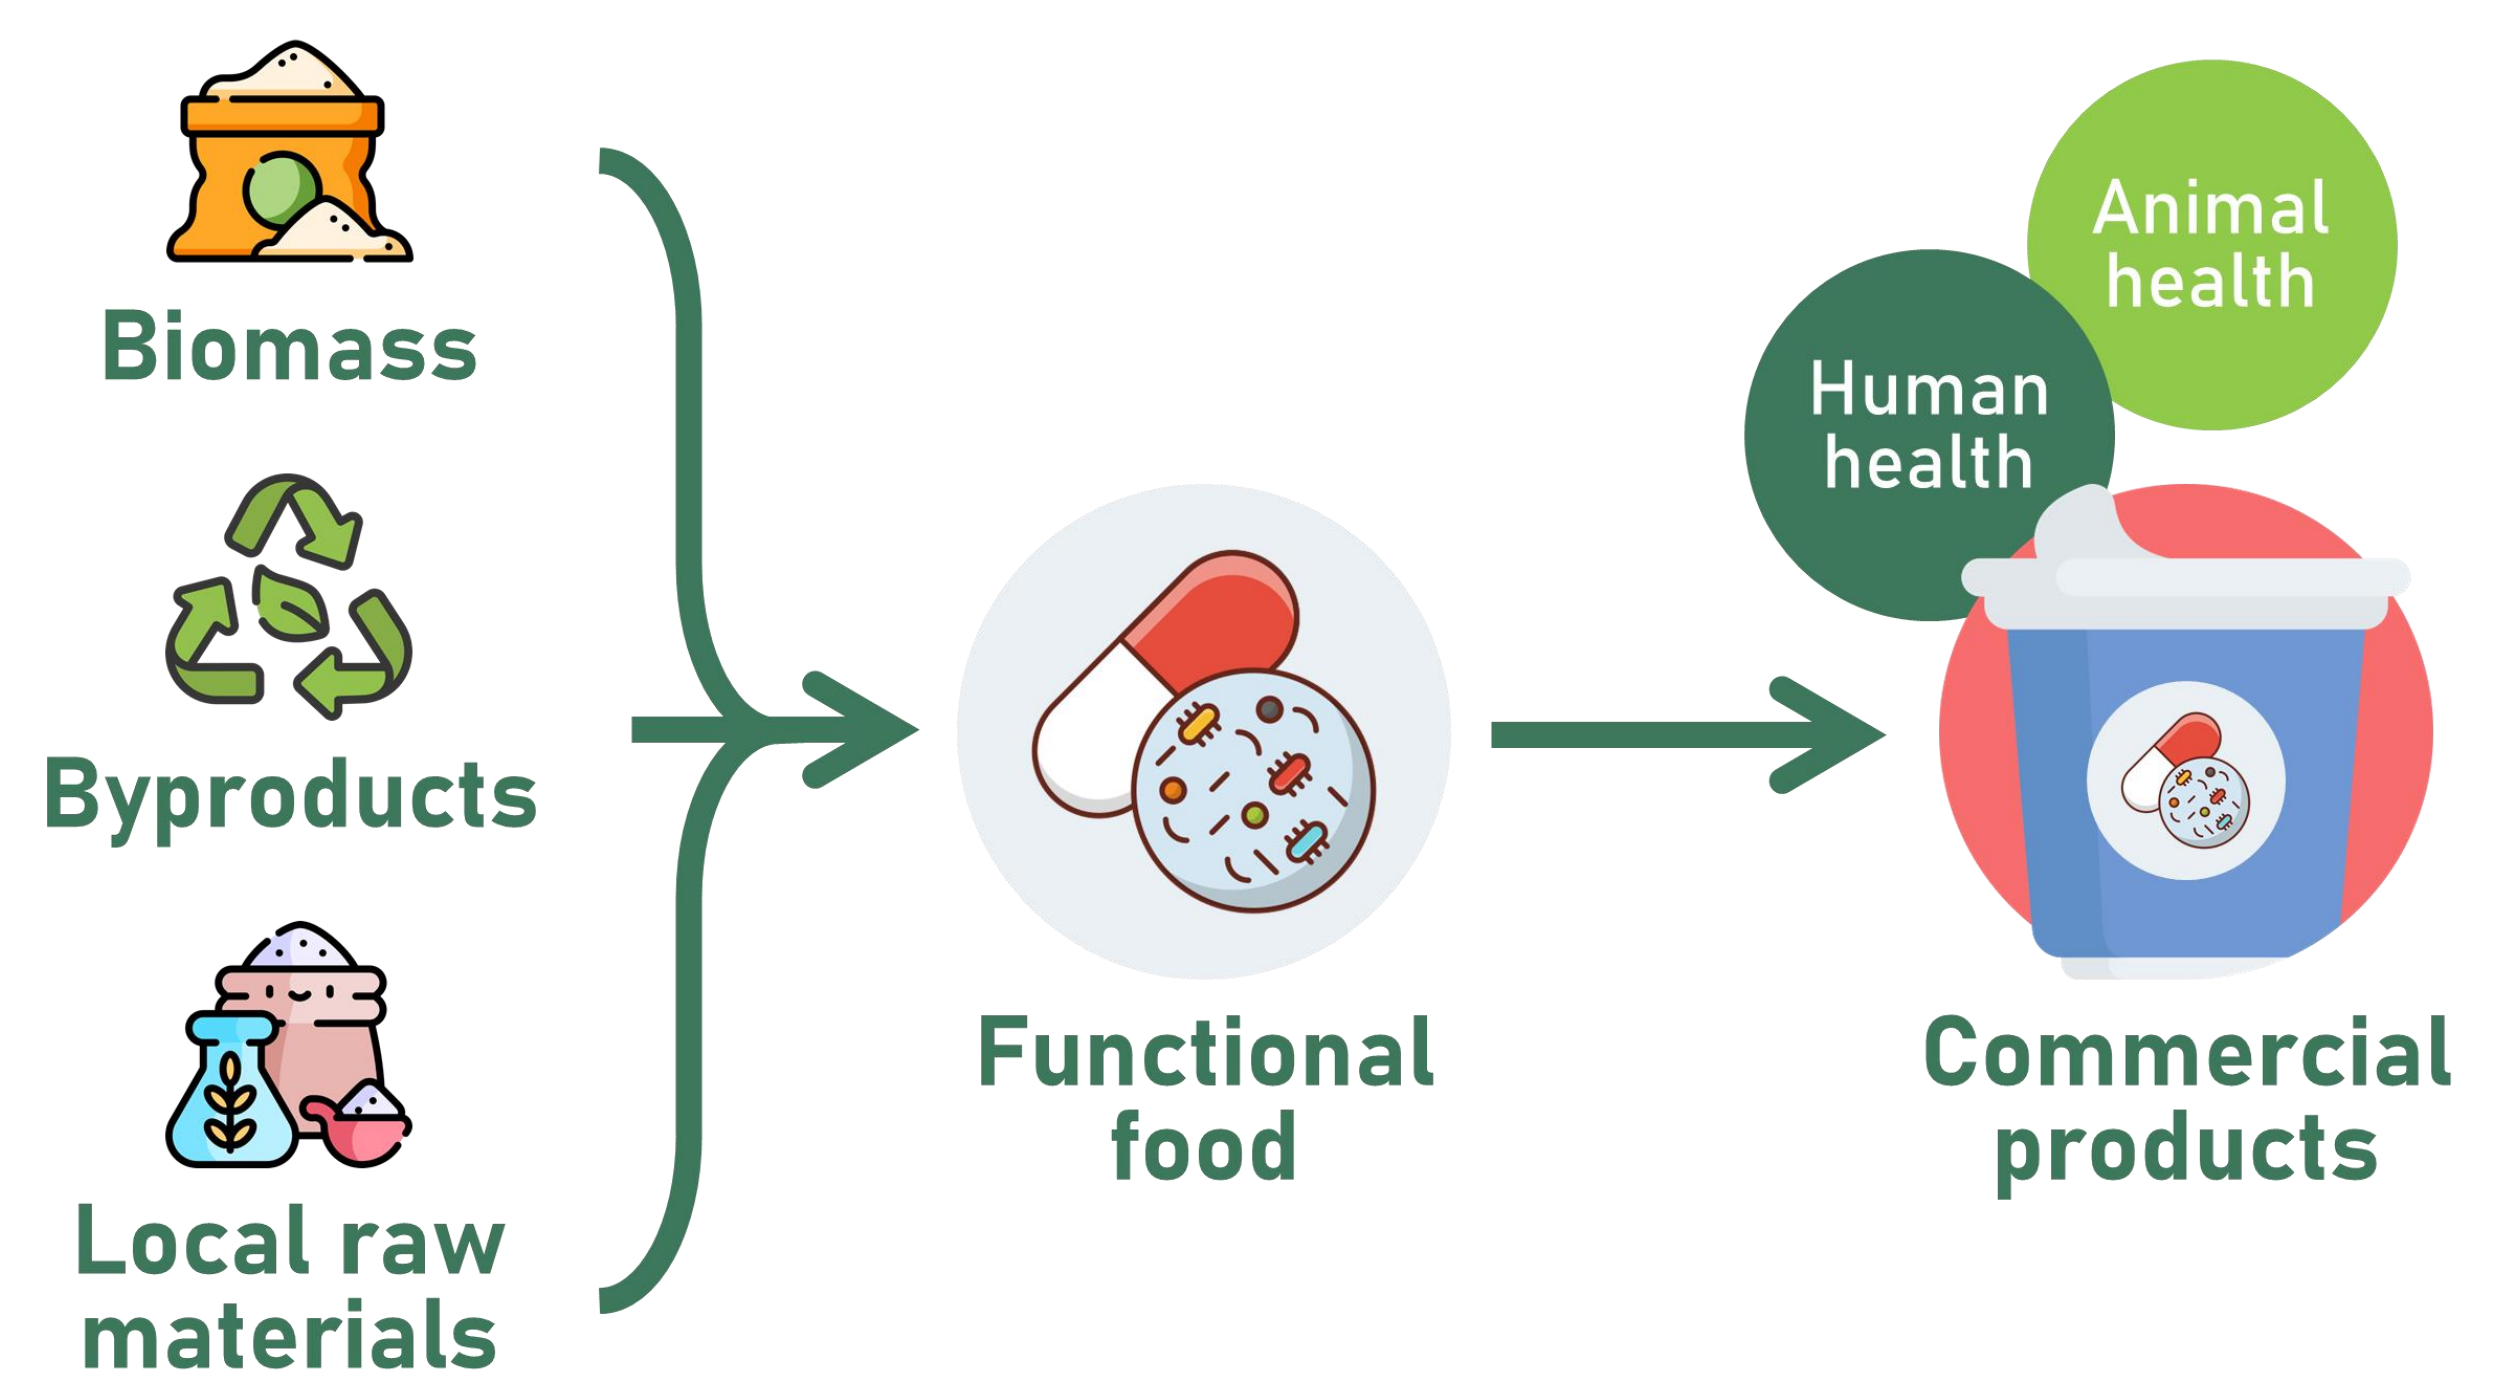 Biomass
Byproducts
Local raw
materials
Functional
food
Animal
health
Human
health
Commercial
products